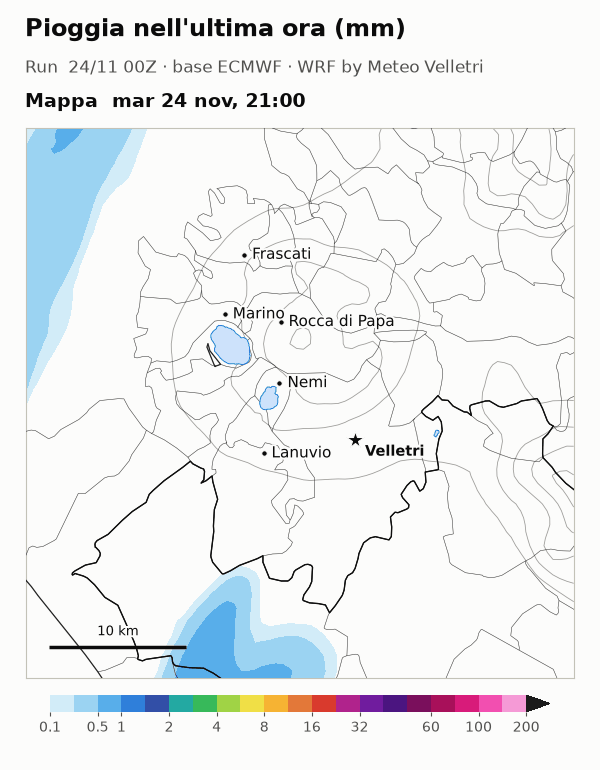 Pioggia nell'ultima ora (mm)
Run  24/11 00Z · base ECMWF · WRF by Meteo Velletri
Mappa  mar 24 nov, 21:00
Frascati
Marino
Rocca di Papa
Nemi
Velletri
Lanuvio
10 km
0.1 0.5 1 2 4 8 16 32 60 100 200